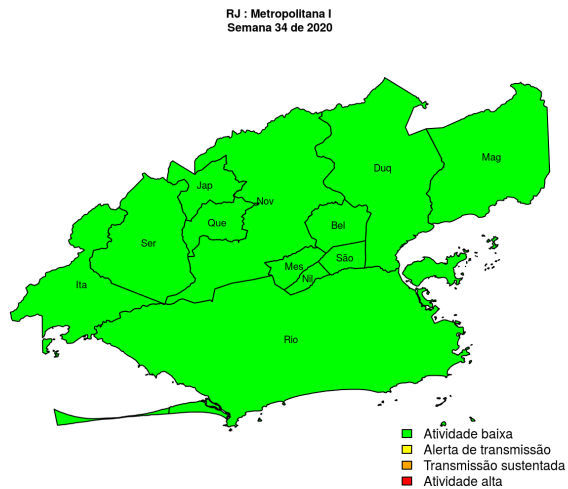 RJ : Metropolitana I
Semana 34 de 2020
Mag
Duq
Jap
Nov
Que
Bel
Ser
São
Mes
Nil
Ita
Rio
Atividade baixa
Alerta de transmissão
Transmissão sustentada
Atividade alta